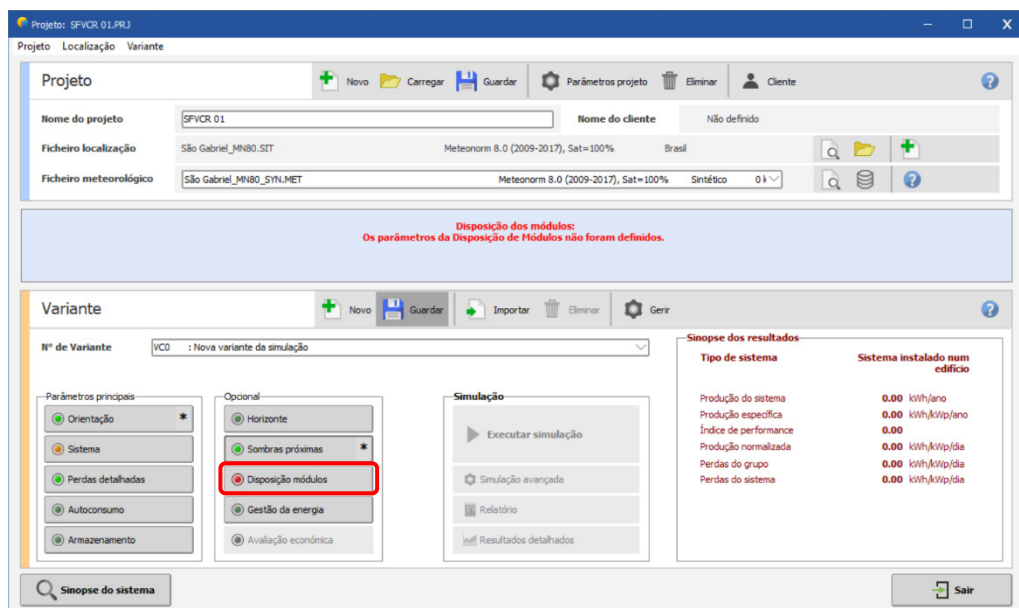 Projeto: SFVCR 01.PRJ
Projeto Localização Variante
Projeto
Novo Carregar Guardar Parâmetros projeto Eliminar Cliente
Nome do projeto SFVCR 01 Nome do cliente Não definido
Ficheiro localização São Gabriel_MN80.SIT Meteonorm 8.0 (2009-2017), Sat=100% Brasil
Ficheiro meteorológico São Gabriel_MN80_SYN.MET Meteonorm 8.0 (2009-2017), Sat=100% Sintético 0 k
Disposição dos módulos:
Os parâmetros da Disposição de Módulos não foram definidos.
Variante
Novo Guardar Importar Eliminar Gerir
Nº de Variante VC0 : Nova variante da simulação
Parâmetros principais
Orientação *
Sistema
Perdas detalhadas
Autoconsumo
Armazenamento
Opcional
Horizonte
Sombras próximas *
Disposição módulos
Gestão da energia
Avaliação económica
Simulação
Executar simulação
Simulação avançada
Relatório
Resultados detalhados
Sinopse dos resultados
Tipo de sistema Sistema instalado num
edifício
Produção do sistema 0.00 kWh/ano
Produção específica 0.00 kWh/kWp/ano
Índice de performance 0.00
Produção normalizada 0.00 kWh/kWp/dia
Perdas do grupo 0.00 kWh/kWp/dia
Perdas do sistema 0.00 kWh/kWp/dia
Sinopse do sistema
Sair